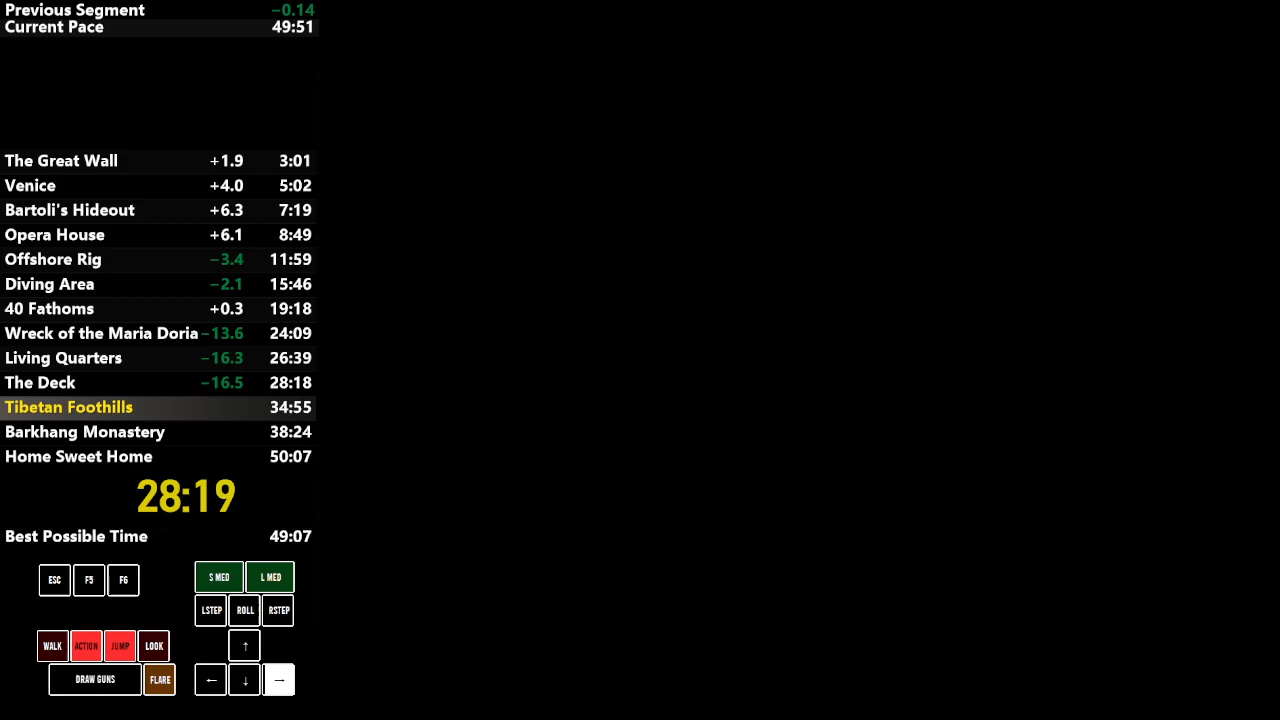 Previous Segment −0.14
Current Pace 49:51
The Great Wall +1.9 3:01
Venice +4.0 5:02
Bartoli's Hideout +6.3 7:19
Opera House +6.1 8:49
Offshore Rig −3.4 11:59
Diving Area −2.1 15:46
40 Fathoms +0.3 19:18
Wreck of the Maria Doria −13.6 24:09
Living Quarters −16.3 26:39
The Deck −16.5 28:18
Tibetan Foothills 34:55
Barkhang Monastery 38:24
Home Sweet Home 50:07
28:19
Best Possible Time 49:07
ESC F5 F6 S MED L MED
LSTEP ROLL RSTEP
WALK ACTION JUMP LOOK ↑
DRAW GUNS FLARE ← ↓ →